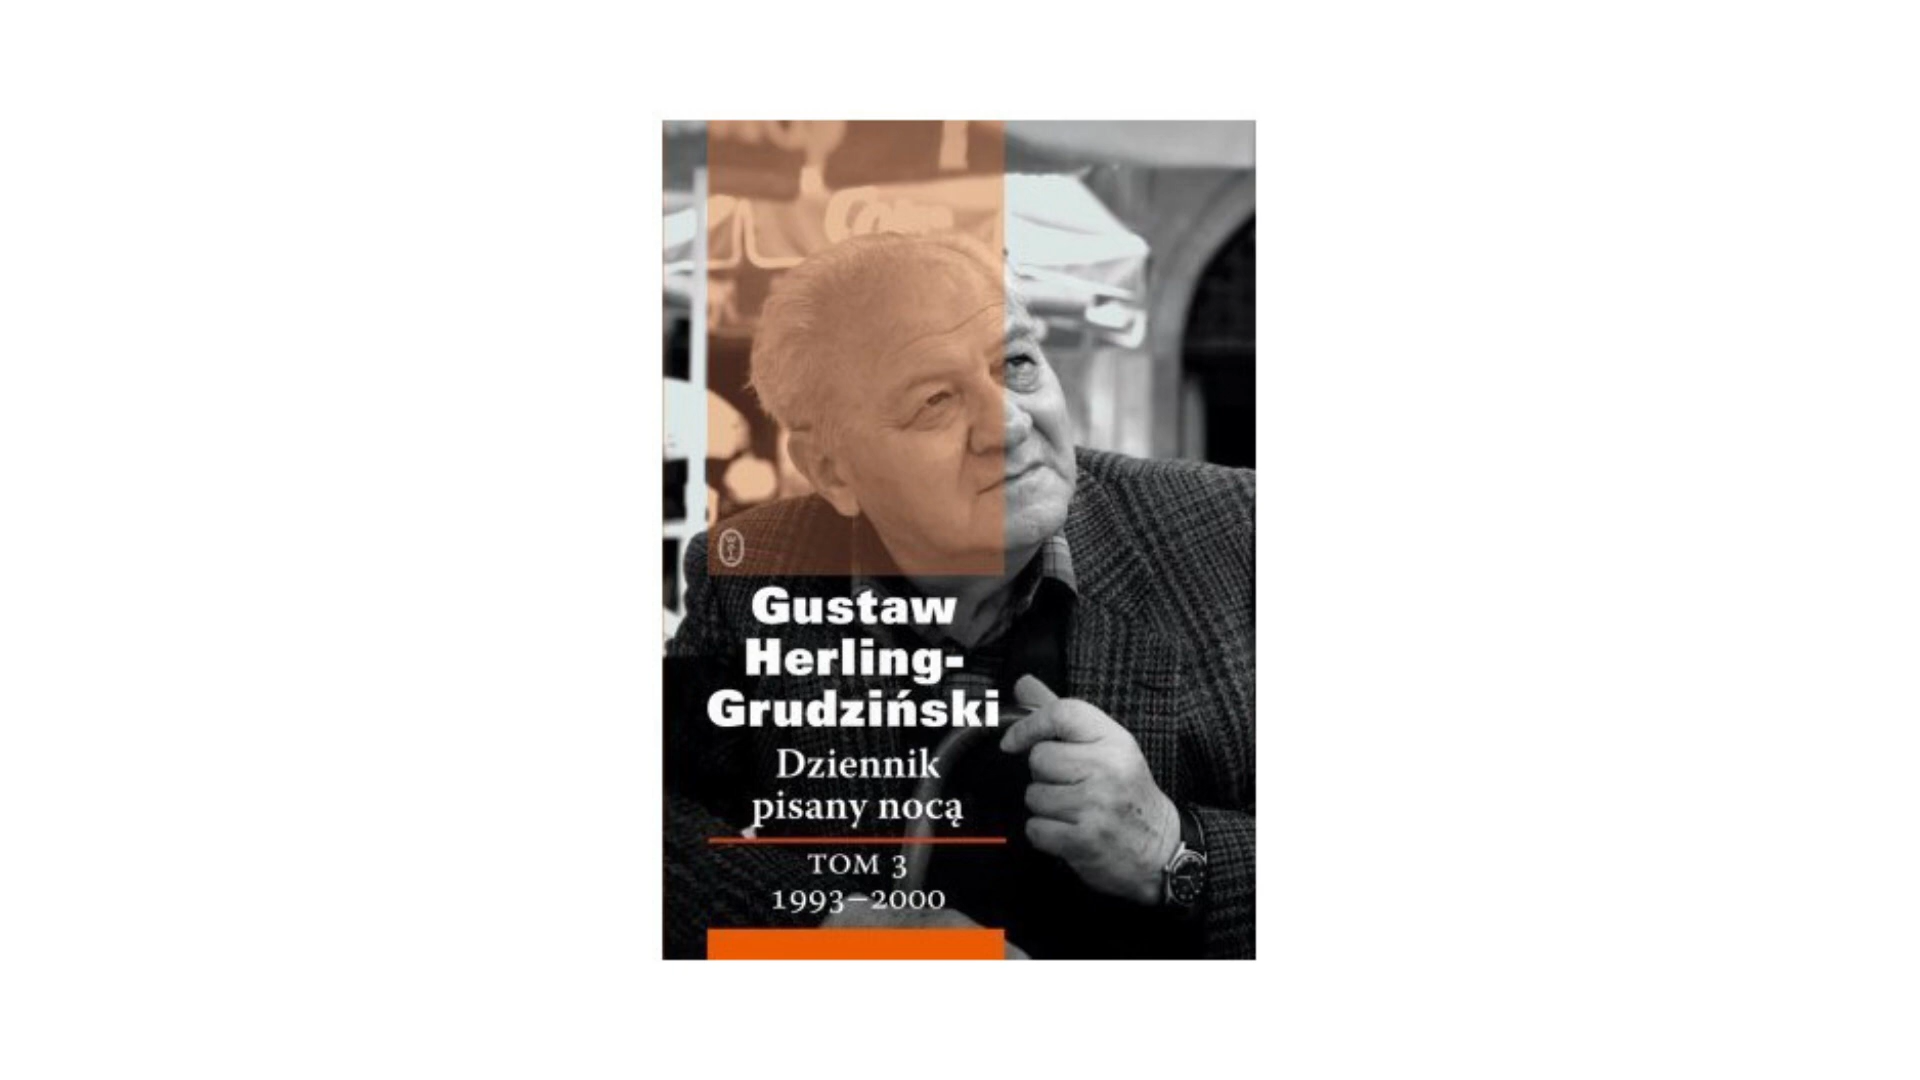 Gustaw
Herling-
Grudziński
Dziennik
pisany nocą
TOM 3
1993–2000